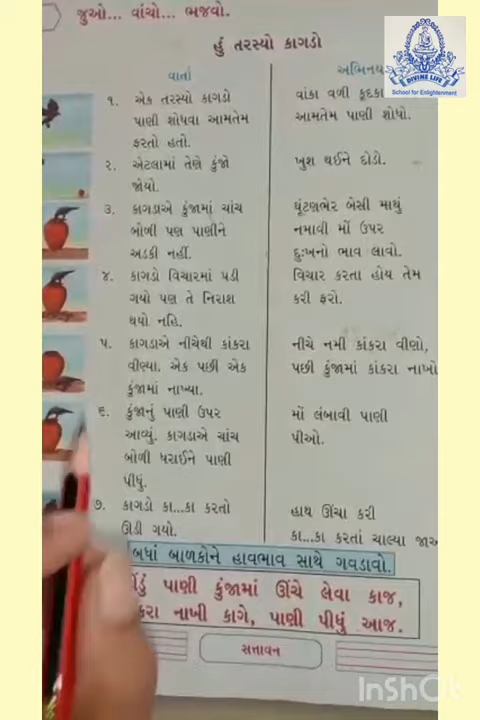 જુઓ... વાંચો... ભજવો.
હું તરસ્યો કાગડો
વાર્તા
૧. એક તરસ્યો કાગડો
પાણી શોધવા આમતેમ
ફરતો હતો.
૨. એટલામાં તેણે કુંજો
જોયો.
૩. કાગડાએ કુંજામાં ચાંચ
બોળી પણ પાણીને
અડકી નહીં.
૪. કાગડો વિચારમાં પડી
ગયો પણ તે નિરાશ
થયો નહિ.
૫. કાગડાએ નીચેથી કાંકરા
વીણ્યા. એક પછી એક
કુંજામાં નાખ્યા.
૬. કુંજાનું પાણી ઉપર
આવ્યું. કાગડાએ ચાંચ
બોળી ધરાઈને પાણી
પીધું.
૭. કાગડો કા...કા કરતો
ઊડી ગયો.
અભિનય
વાંકા વળી કૂદકા
આમતેમ પાણી શોધો.
ખુશ થઈને દોડો.
ઘૂંટણભેર બેસી માથું
નમાવી મોં ઉપર
દુઃખનો ભાવ લાવો.
વિચાર કરતા હોય તેમ
કરી ફરો.
નીચે નમી કાંકરા વીણો,
પછી કુંજામાં કાંકરા નાખો
મોં લંબાવી પાણી
પીઓ.
હાથ ઊંચા કરી
કા...કા કરતાં ચાલ્યા જાઅ
બધાં બાળકોને હાવભાવ સાથે ગવડાવો.
પાણી કુંજામાં ઊંચે લેવા કાજ,
નાખી કાગે, પાણી પીધું આજ.
સત્તાવન
DIVINE LIFE
School for Enlightenment
InShOt